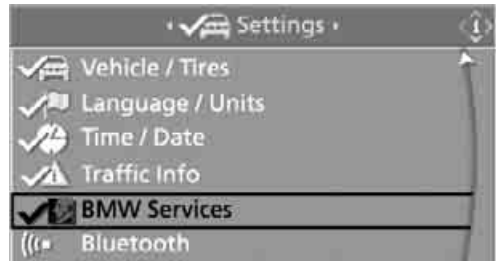 Settings
Vehicle / Tires
Language / Units
Time / Date
Traffic Info
BMW Services
Bluetooth